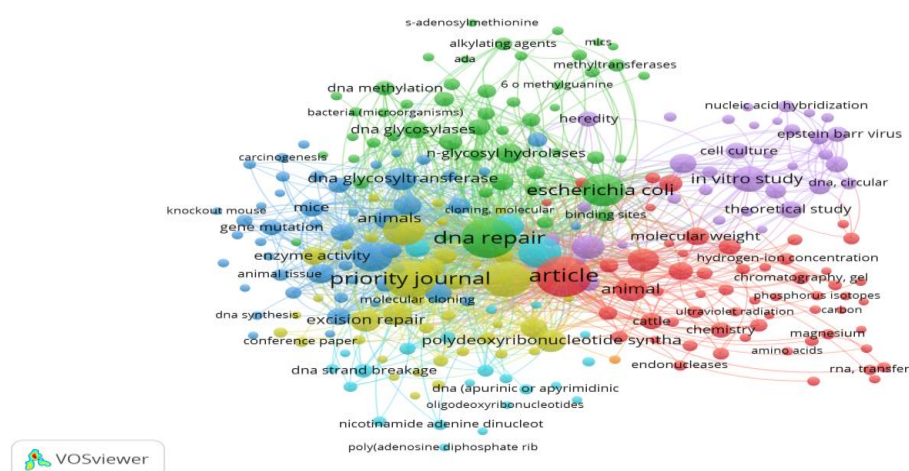 s-adenosylmethionine
alkylating agents
mics
ada
methyltransferases
dna methylation
6 o methylguanine
bacteria (microorganisms)
heredity
nucleic acid hybridization
dna glycosylases
epstein barr virus
n-glycosyl hydrolases
cell culture
carcinogenesis
dna glycosyltransferase
in vitro study
escherichia coli
dna, circular
mice
knockout mouse
cloning, molecular
binding sites
theoretical study
animals
gene mutation
dna repair
molecular weight
enzyme activity
hydrogen-ion concentration
animal tissue
priority journal
article
chromatography, gel
animal
molecular cloning
phosphorus isotopes
dna synthesis
ultraviolet radiation
carbon
excision repair
cattle
chemistry
magnesium
conference paper
polydeoxyribonucleotide syntha
amino acids
endonucleases
rna, transfer
dna strand breakage
dna (apurinic or apyrimidinic
oligodeoxyribonucleotides
nicotinamide adenine dinucleot
poly(adenosine diphosphate rib
VOSviewer